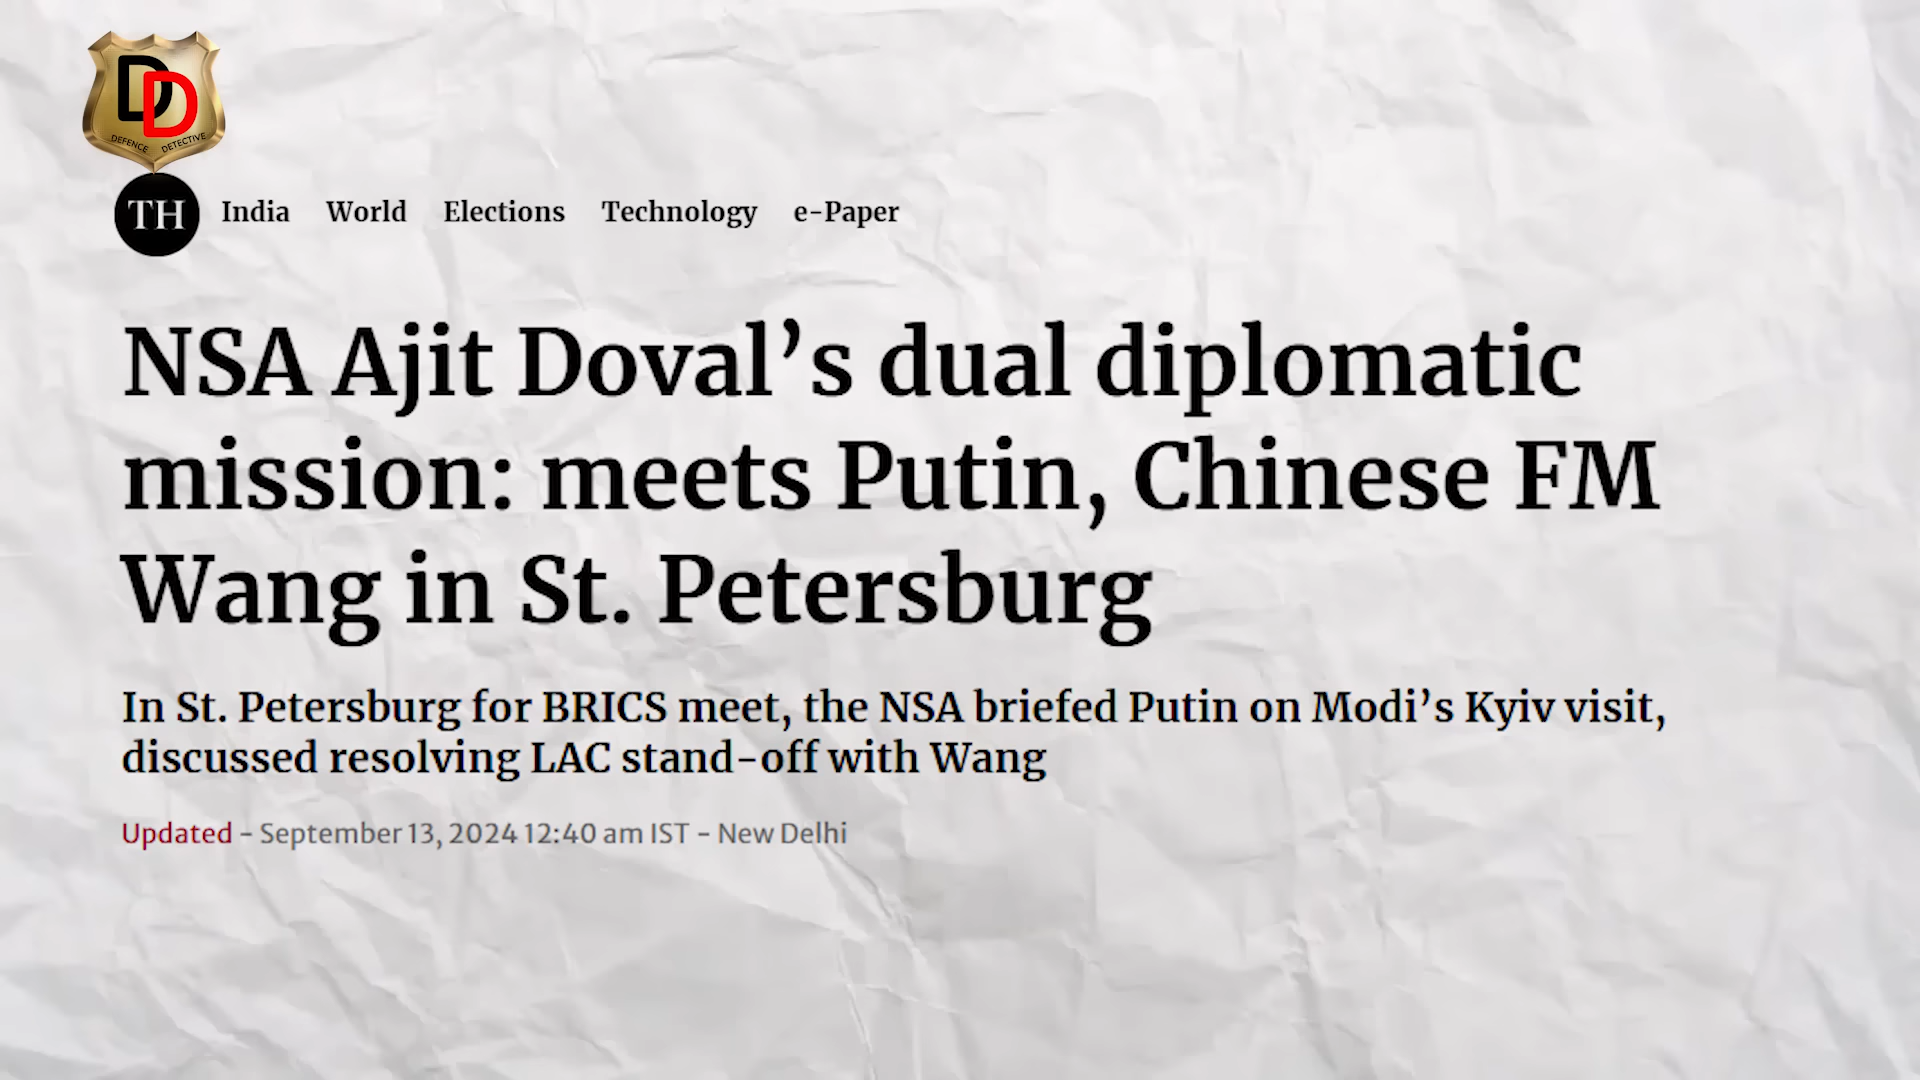 DD
DEFENCE DETECTIVE
TH India World Elections Technology e-Paper
NSA Ajit Doval’s dual diplomatic
mission: meets Putin, Chinese FM
Wang in St. Petersburg
In St. Petersburg for BRICS meet, the NSA briefed Putin on Modi’s Kyiv visit,
discussed resolving LAC stand-off with Wang
Updated - September 13, 2024 12:40 am IST - New Delhi